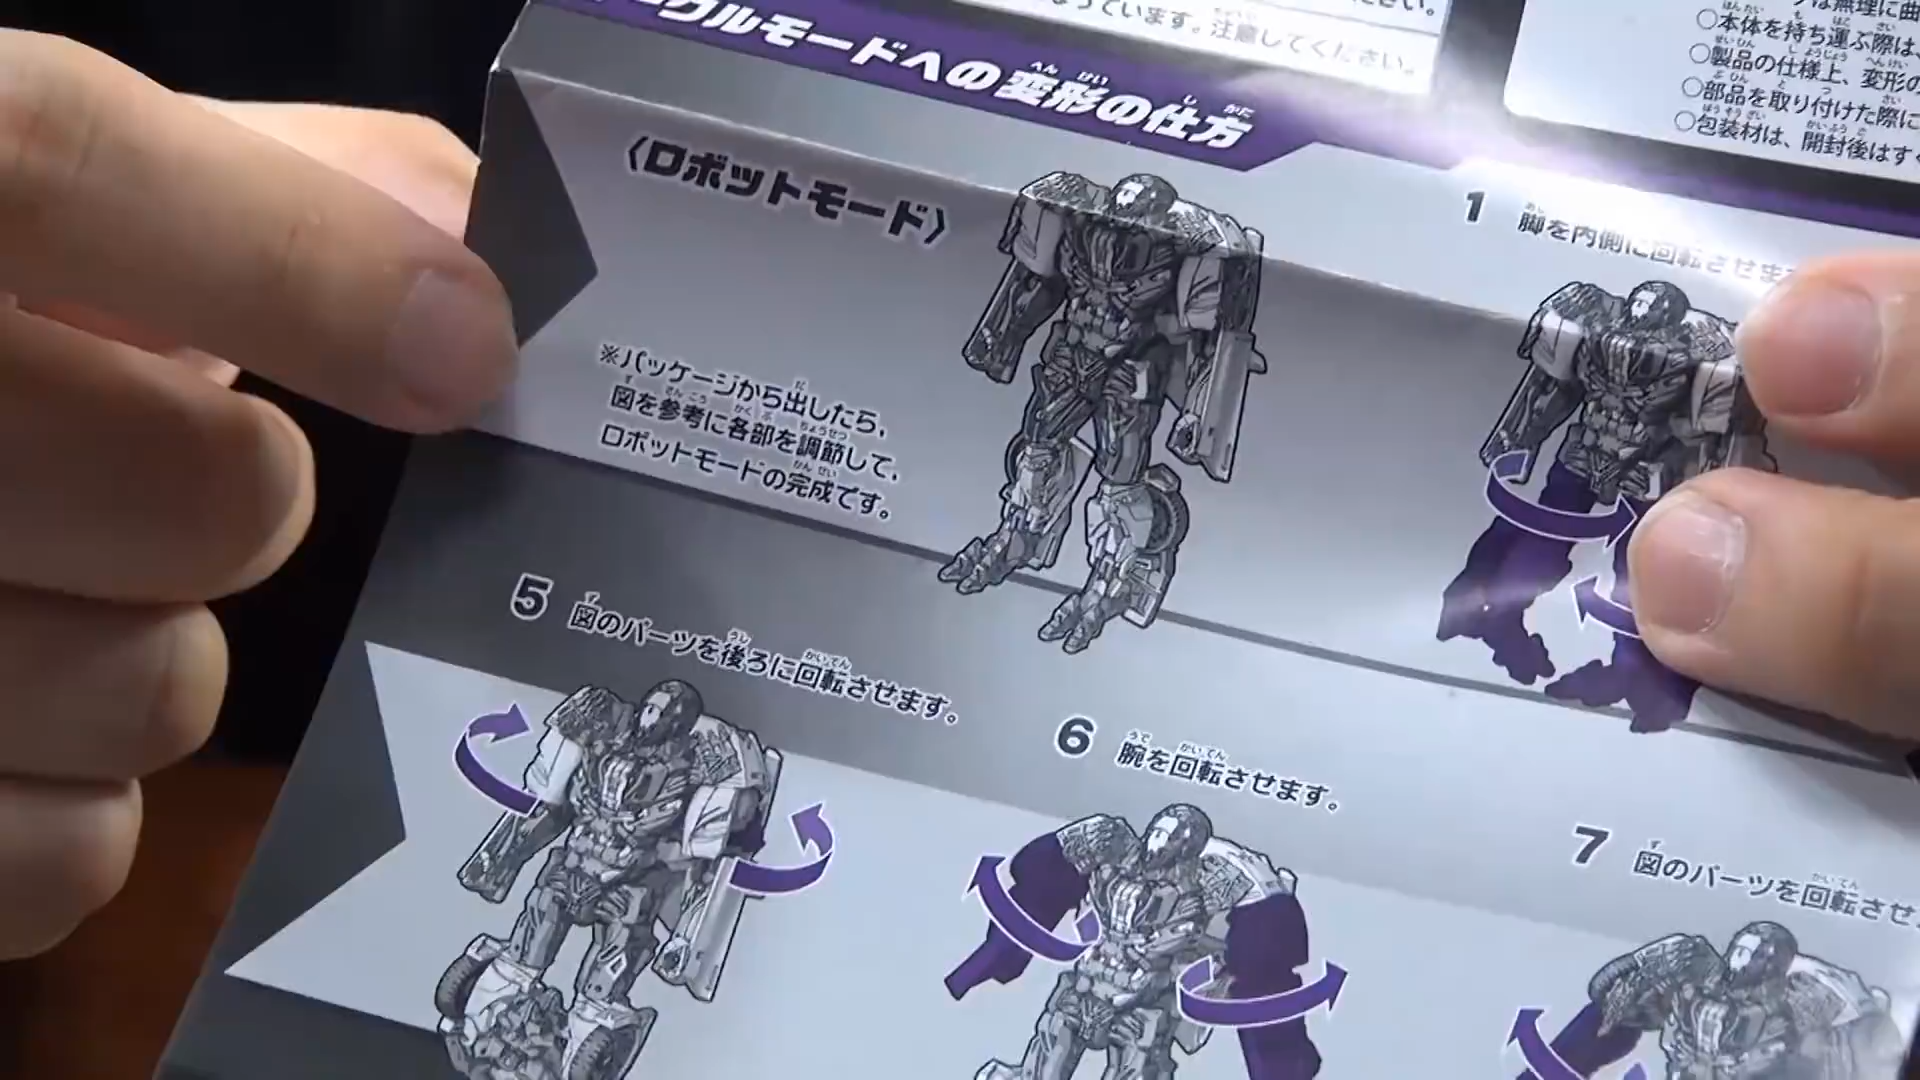 っています。注意してください。
クルモードへの変形の仕方
〈ロボットモード〉
※パッケージから出したら、
図を参考に各部を調節して、
ロボットモードの完成です。
1 脚を内側に回転させま
5 図のパーツを後ろに回転させます。
6 腕を回転させます。
7 図のパーツを回転させ
は無理に曲
○本体を持ち運ぶ際は、
○製品の仕様上、変形の
○部品を取り付けた際に
○包装材は、開封後はすぐ